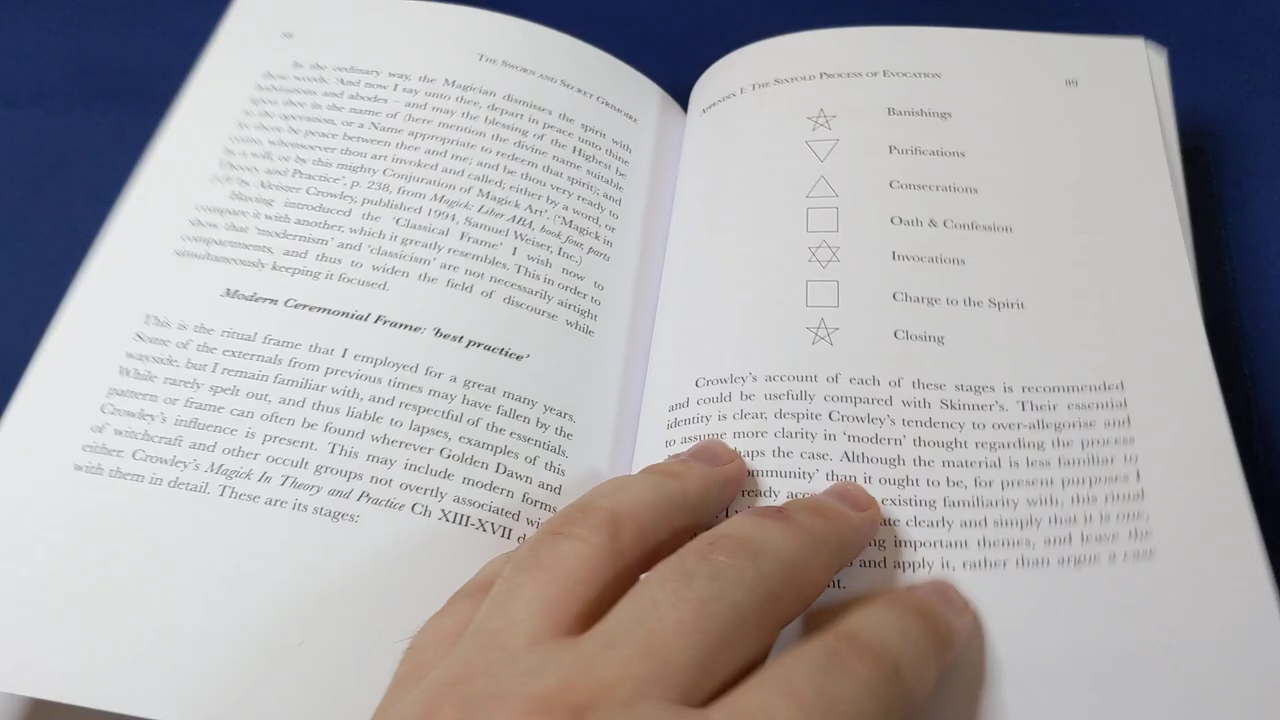 THE SWORN AND SECRET GRIMOIRE
In the ordinary way, the Magician dismisses the spirit with
these words: 'And now I say unto thee, depart in peace unto thine
habitations and abodes – and may the blessing of the Highest be
upon thee in the name of (here mention the divine name suitable
to the operation, or a Name appropriate to redeem that spirit); and
let there be peace between thee and me; and be thou very ready to
come, whensoever thou art invoked and called; either by a word, or
by a will, or by this mighty Conjuration of Magick Art'. ('Magick in
Theory and Practice', p. 238, from Magick: Liber ABA, book four, parts
by Aleister Crowley, published 1994, Samuel Weiser, Inc.)
Having introduced the 'Classical Frame' I wish now to
compare it with another, which it greatly resembles. This in order to
show that 'modernism' and 'classicism' are not necessarily airtight
compartments, and thus to widen the field of discourse while
simultaneously keeping it focused.
Modern Ceremonial Frame: 'best practice'
This is the ritual frame that I employed for a great many years.
Some of the externals from previous times may have fallen by the
wayside, but I remain familiar with, and respectful of the essentials.
While rarely spelt out, and thus liable to lapses, examples of this
pattern or frame can often be found wherever Golden Dawn and
Crowley's influence is present. This may include modern forms
of witchcraft and other occult groups not overtly associated
either. Crowley's Magick In Theory and Practice Ch XIII-XVII
with them in detail. These are its stages:
APPENDIX I: THE SIXFOLD PROCESS OF EVOCATION 89
Banishings
Purifications
Consecrations
Oath & Confession
Invocations
Charge to the Spirit
Closing
Crowley's account of each of these stages is recommended
and could be usefully compared with Skinner's. Their essential
identity is clear, despite Crowley's tendency to over-allegorise and
to assume more clarity in 'modern' thought regarding the process
the case. Although the material is less familiar to
than it ought to be, for present purposes I
ready existing familiarity with, this ritual
clearly and simply that it is one,
important themes, and leave the
and apply it, rather than argue a case